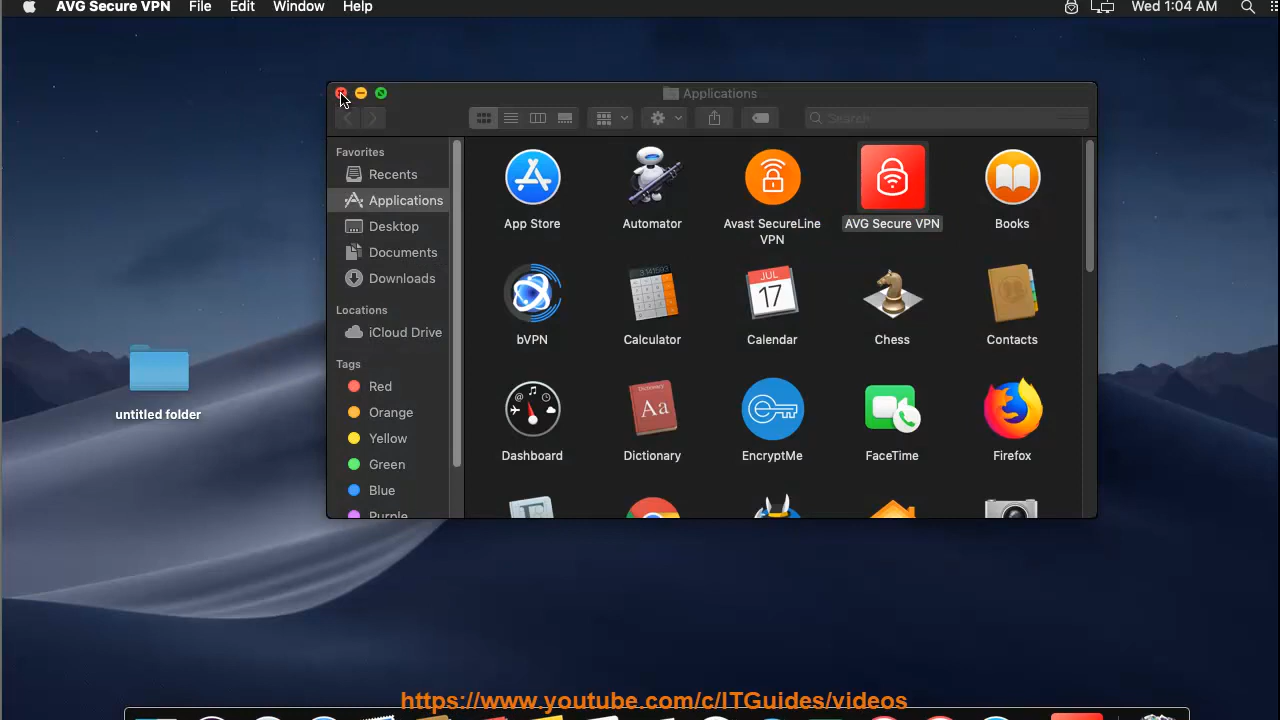 AVG Secure VPN File Edit Window Help Wed 1:04 AM
Applications
Search
Favorites
Recents
Applications
Desktop
Documents
Downloads
Locations
iCloud Drive
Tags
Red
Orange
Yellow
Green
Blue
Purple
App Store
Automator
Avast SecureLine
VPN
AVG Secure VPN
Books
3.141593
JUL
17
bVPN
Calculator
Calendar
Chess
Contacts
Aa
Dashboard
Dictionary
EncryptMe
FaceTime
Firefox
untitled folder
https://www.youtube.com/c/ITGuides/videos